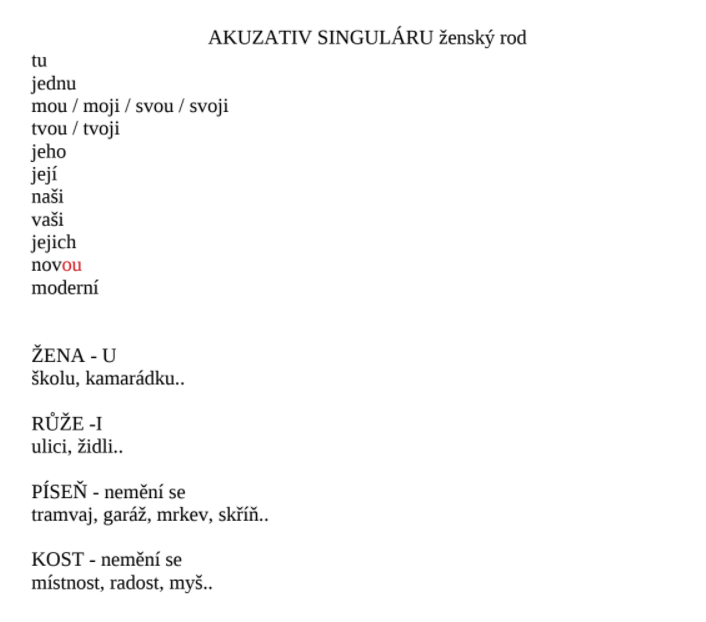 AKUZATIV SINGULÁRU ženský rod
tu
jednu
mou / moji / svou / svoji
tvou / tvoji
jeho
její
naši
vaši
jejich
novou
moderní
ŽENA - U
školu, kamarádku..
RŮŽE -I
ulici, židli..
PÍSEŇ - nemění se
tramvaj, garáž, mrkev, skříň..
KOST - nemění se
místnost, radost, myš..